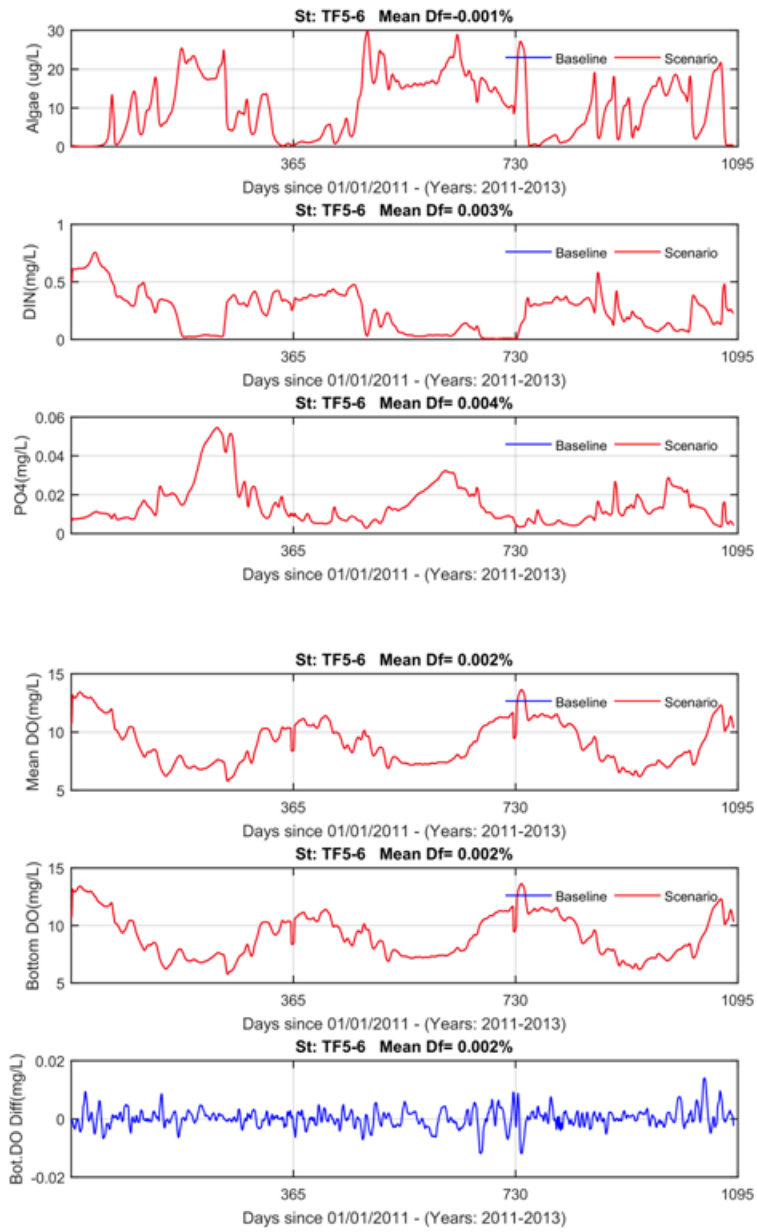 St: TF5-6 Mean Df=-0.001%
30
20
10
0
Algae (ug/L)
Baseline
Scenario
365
730
1095
Days since 01/01/2011 - (Years: 2011-2013)
St: TF5-6 Mean Df= 0.003%
1
0.5
0
DIN(mg/L)
Baseline
Scenario
365
730
1095
Days since 01/01/2011 - (Years: 2011-2013)
St: TF5-6 Mean Df= 0.004%
0.06
0.04
0.02
0
PO4(mg/L)
Baseline
Scenario
365
730
1095
Days since 01/01/2011 - (Years: 2011-2013)
St: TF5-6 Mean Df= 0.002%
15
10
5
Mean DO(mg/L)
Baseline
Scenario
365
730
1095
Days since 01/01/2011 - (Years: 2011-2013)
St: TF5-6 Mean Df= 0.002%
15
10
5
Bottom DO(mg/L)
Baseline
Scenario
365
730
1095
Days since 01/01/2011 - (Years: 2011-2013)
St: TF5-6 Mean Df= 0.002%
0.02
0
-0.02
Bot.DO Diff(mg/L)
365
730
1095
Days since 01/01/2011 - (Years: 2011-2013)